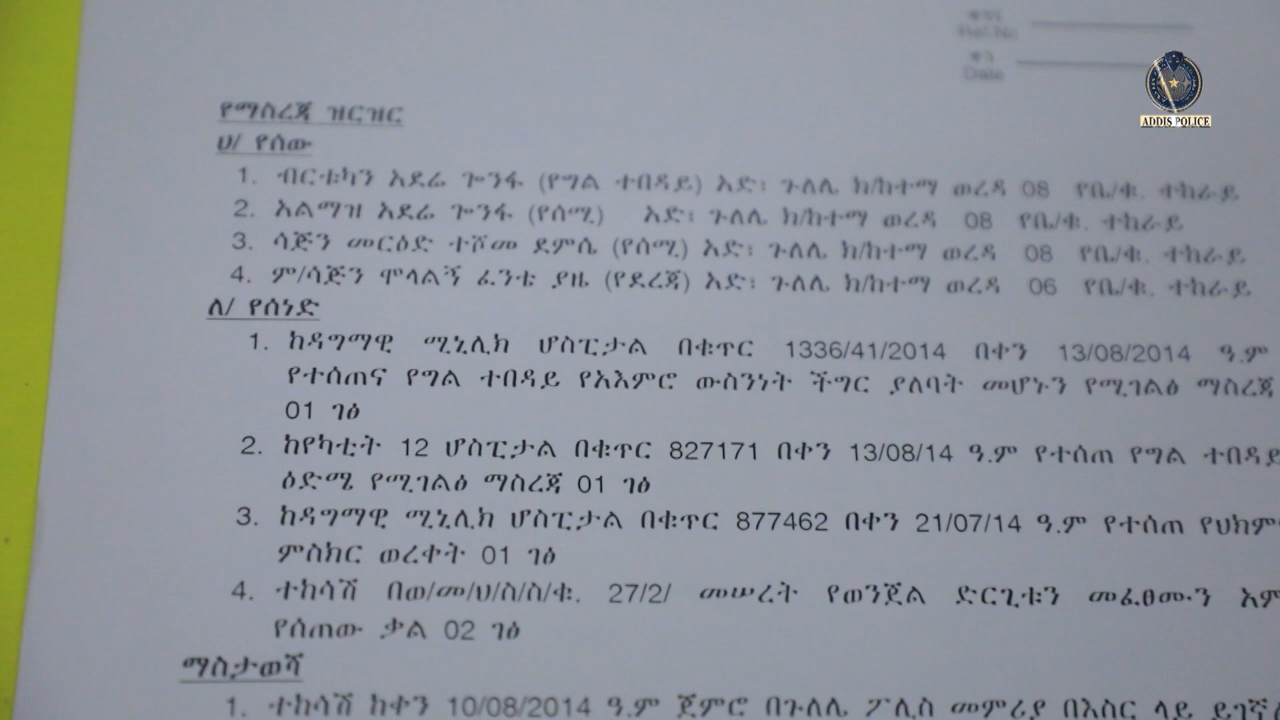 ቁጥር
Ref.No
ቀን
Date
ADDIS POLICE
የማስረጃ ዝርዝር
ሀ/ የሰው
1. ብርቱካን አደሬ ጐንፋ (የግል ተበዳይ) አድ፡ ጉለሌ ክ/ከተማ ወረዳ 08 የቤ/ቁ. ተከራይ
2. አልማዝ አደሬ ጐንፋ (የሰሚ) አድ፡ ጉለሌ ክ/ከተማ ወረዳ 08 የቤ/ቁ. ተከራይ
3. ሳጅን መርዕድ ተሾመ ደምሴ (የሰሚ) አድ፡ ጉለሌ ክ/ከተማ ወረዳ 08 የቤ/ቁ. ተከራይ
4. ም/ሳጅን ሞላልኝ ፈንቴ ያዜ (የደረጃ) አድ፡ ጉለሌ ክ/ከተማ ወረዳ 06 የቤ/ቁ. ተከራይ
ለ/ የሰነድ
1. ከዳግማዊ ሚኒሊክ ሆስፒታል በቁጥር 1336/41/2014 በቀን 13/08/2014 ዓ.ም
የተሰጠና የግል ተበዳይ የአእምሮ ውስንነት ችግር ያለባት መሆኑን የሚገልፅ ማስረጃ
01 ገፅ
2. ከየካቲት 12 ሆስፒታል በቁጥር 827171 በቀን 13/08/14 ዓ.ም የተሰጠ የግል ተበዳይ
ዕድሜ የሚገልፅ ማስረጃ 01 ገፅ
3. ከዳግማዊ ሚኒሊክ ሆስፒታል በቁጥር 877462 በቀን 21/07/14 ዓ.ም የተሰጠ የህክም
ምስክር ወረቀት 01 ገፅ
4. ተከሳሽ በወ/መ/ህ/ስ/ስ/ቁ. 27/2/ መሠረት የወንጀል ድርጊቱን መፈፀሙን አም
የሰጠው ቃል 02 ገፅ
ማስታወሻ
1. ተከሳሽ ከቀን 10/08/2014 ዓ.ም ጀምሮ በጉለሌ ፖሊስ መምሪያ በእስር ላይ